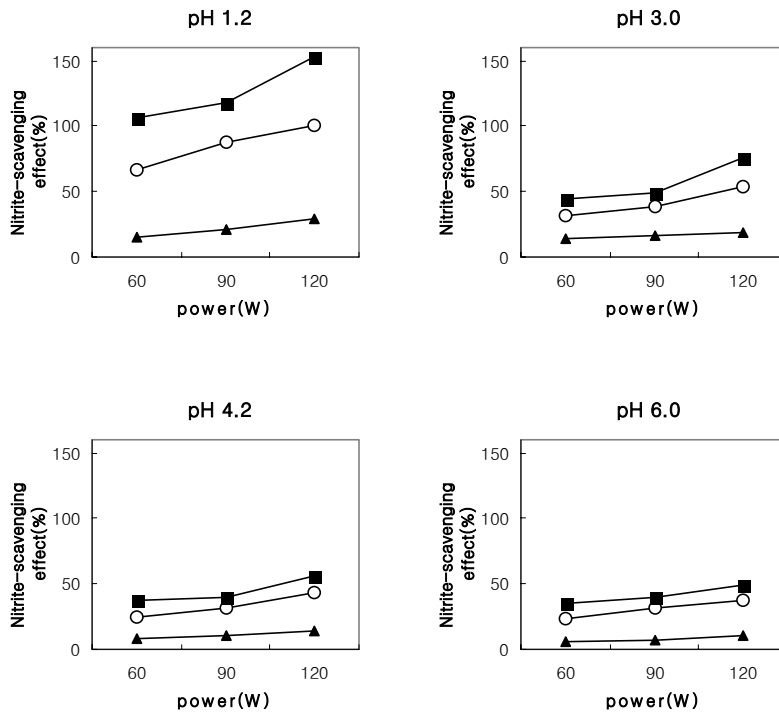 pH 1.2
Nitrite-scavenging
effect(%)
150
100
50
0
60 90 120
power(W)
pH 3.0
Nitrite-scavenging
effect(%)
150
100
50
0
60 90 120
power(W)
pH 4.2
Nitrite-scavenging
effect(%)
150
100
50
0
60 90 120
power(W)
pH 6.0
Nitrite-scavenging
effect(%)
150
100
50
0
60 90 120
power(W)